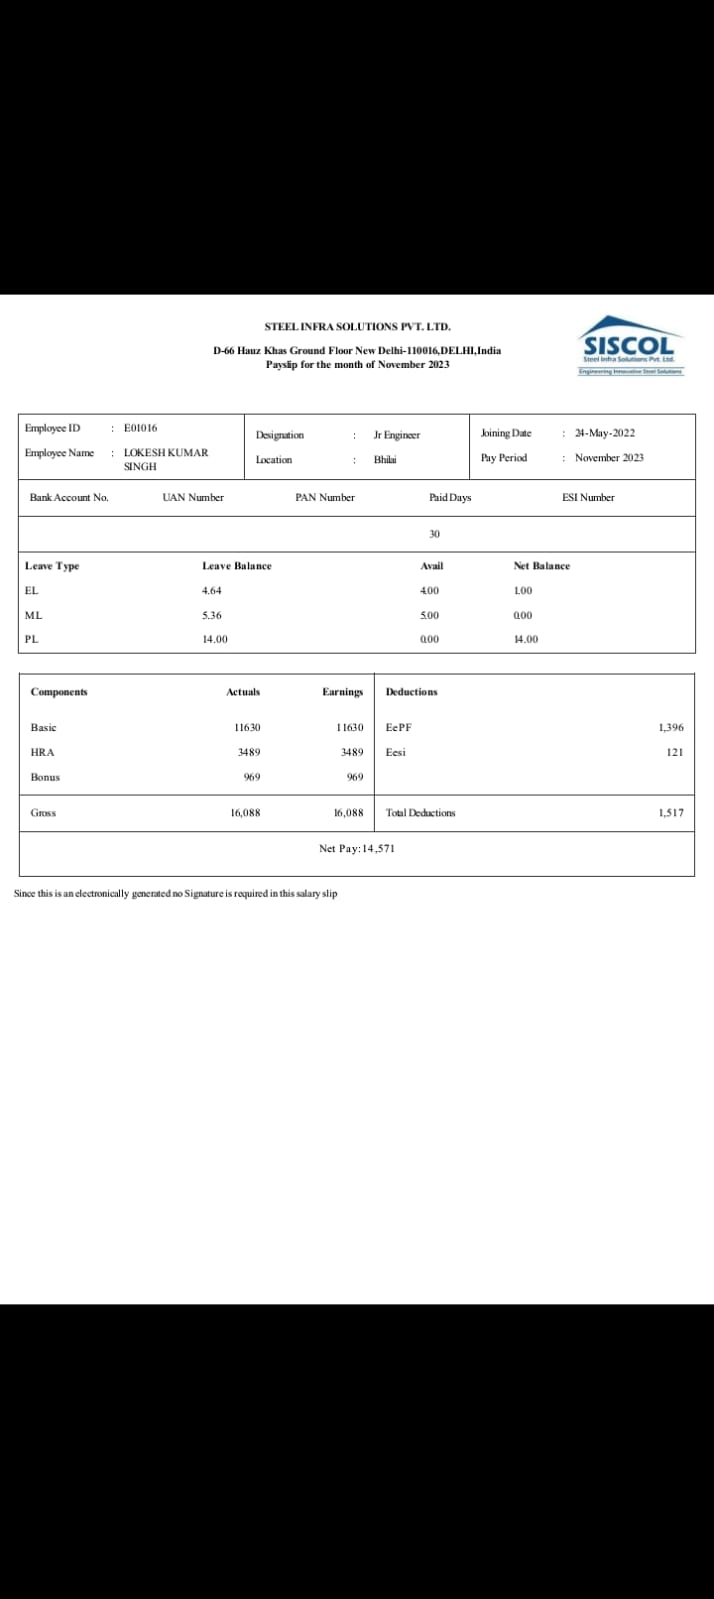 STEEL INFRA SOLUTIONS PVT. LTD.
D-66 Hauz Khas Ground Floor New Delhi-110016,DELHI,India
Payslip for the month of November 2023
SISCOL
Steel Infra Solutions Pvt. Ltd.
Engineering Innovative Steel Solutions
Employee ID : E01016
Employee Name : LOKESH KUMAR
SINGH
Designation : Jr Engineer
Location : Bhilai
Joining Date : 24-May-2022
Pay Period : November 2023
Bank Account No. UAN Number PAN Number Paid Days ESI Number
30
Leave Type Leave Balance Avail Net Balance
EL 4.64 4.00 1.00
ML 5.36 5.00 0.00
PL 14.00 0.00 14.00
Components Actuals Earnings Deductions
Basic 11630 11630 EePF 1,396
HRA 3489 3489 Eesi 121
Bonus 969 969
Gross 16,088 16,088 Total Deductions 1,517
Net Pay:14,571
Since this is an electronically generated no Signature is required in this salary slip